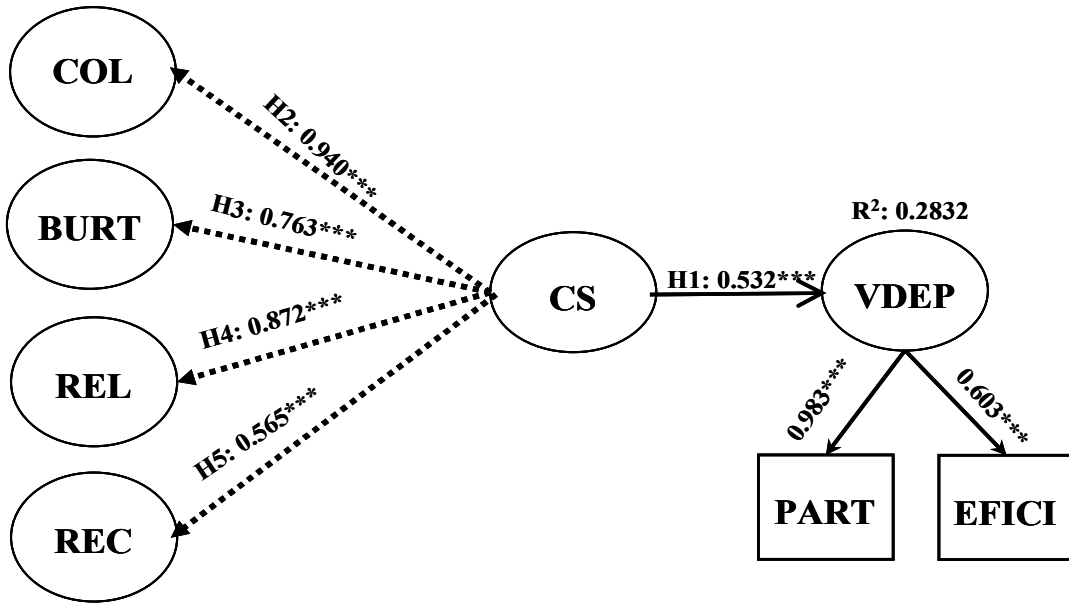 COL
H2: 0.940***
BURT
H3: 0.763***
R²: 0.2832
CS
H1: 0.532***
VDEP
H4: 0.872***
REL
H5: 0.565***
0.983***
0.603***
REC
PART
EFICI